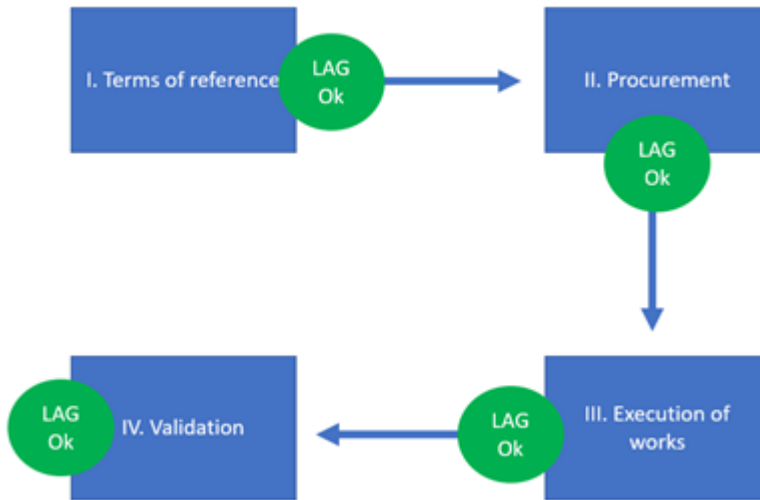 I. Terms of reference
LAG
Ok
II. Procurement
LAG
Ok
III. Execution of
works
LAG
Ok
IV. Validation
LAG
Ok